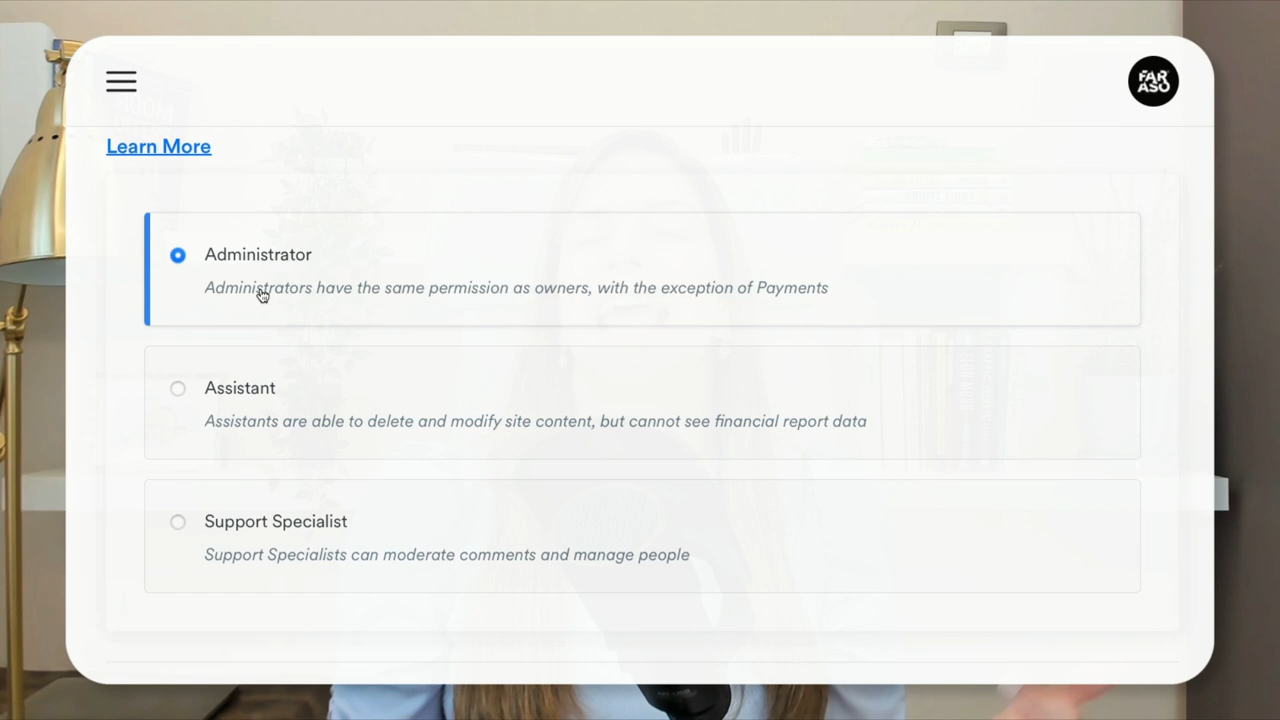 FAR
ASO
Learn More
Administrator
Administrators have the same permission as owners, with the exception of Payments
Assistant
Assistants are able to delete and modify site content, but cannot see financial report data
Support Specialist
Support Specialists can moderate comments and manage people